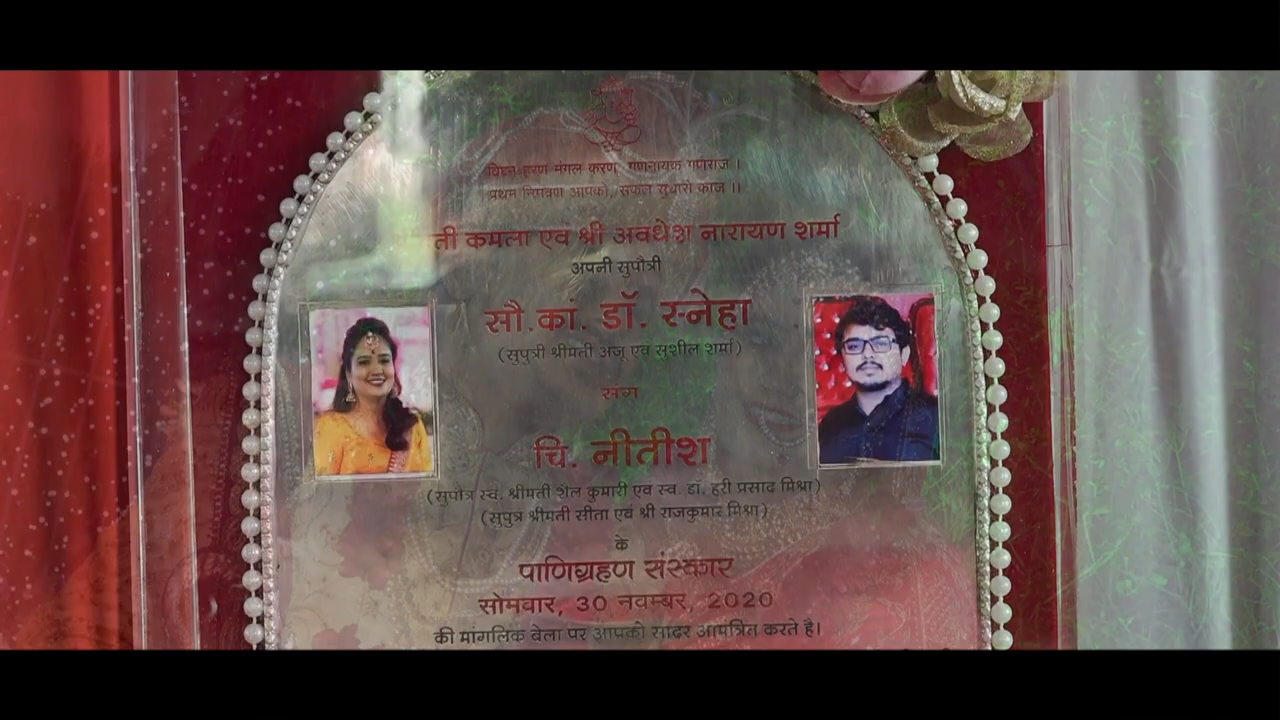 विघ्न हरण मंगल करण, गणनायक गणराज ।
प्रथम निमंत्रण आपको, सफल सुधारो काज ।।
ती कमला एवं श्री अवधेश नारायण शर्मा
अपनी सुपौत्री
सौ.कां. डॉ. स्नेहा
(सुपुत्री श्रीमती अंजू एवं सुशील शर्मा)
संग
चि. नीतीश
(सुपौत्र स्व. श्रीमती शैल कुमारी एवं स्व. डॉ. हरी प्रसाद मिश्रा)
(सुपुत्र श्रीमती सीता एवं श्री राजकुमार मिश्रा)
के
पाणिग्रहण संस्कार
सोमवार, 30 नवम्बर, 2020
की मांगलिक बेला पर आपको सादर आमंत्रित करते है।